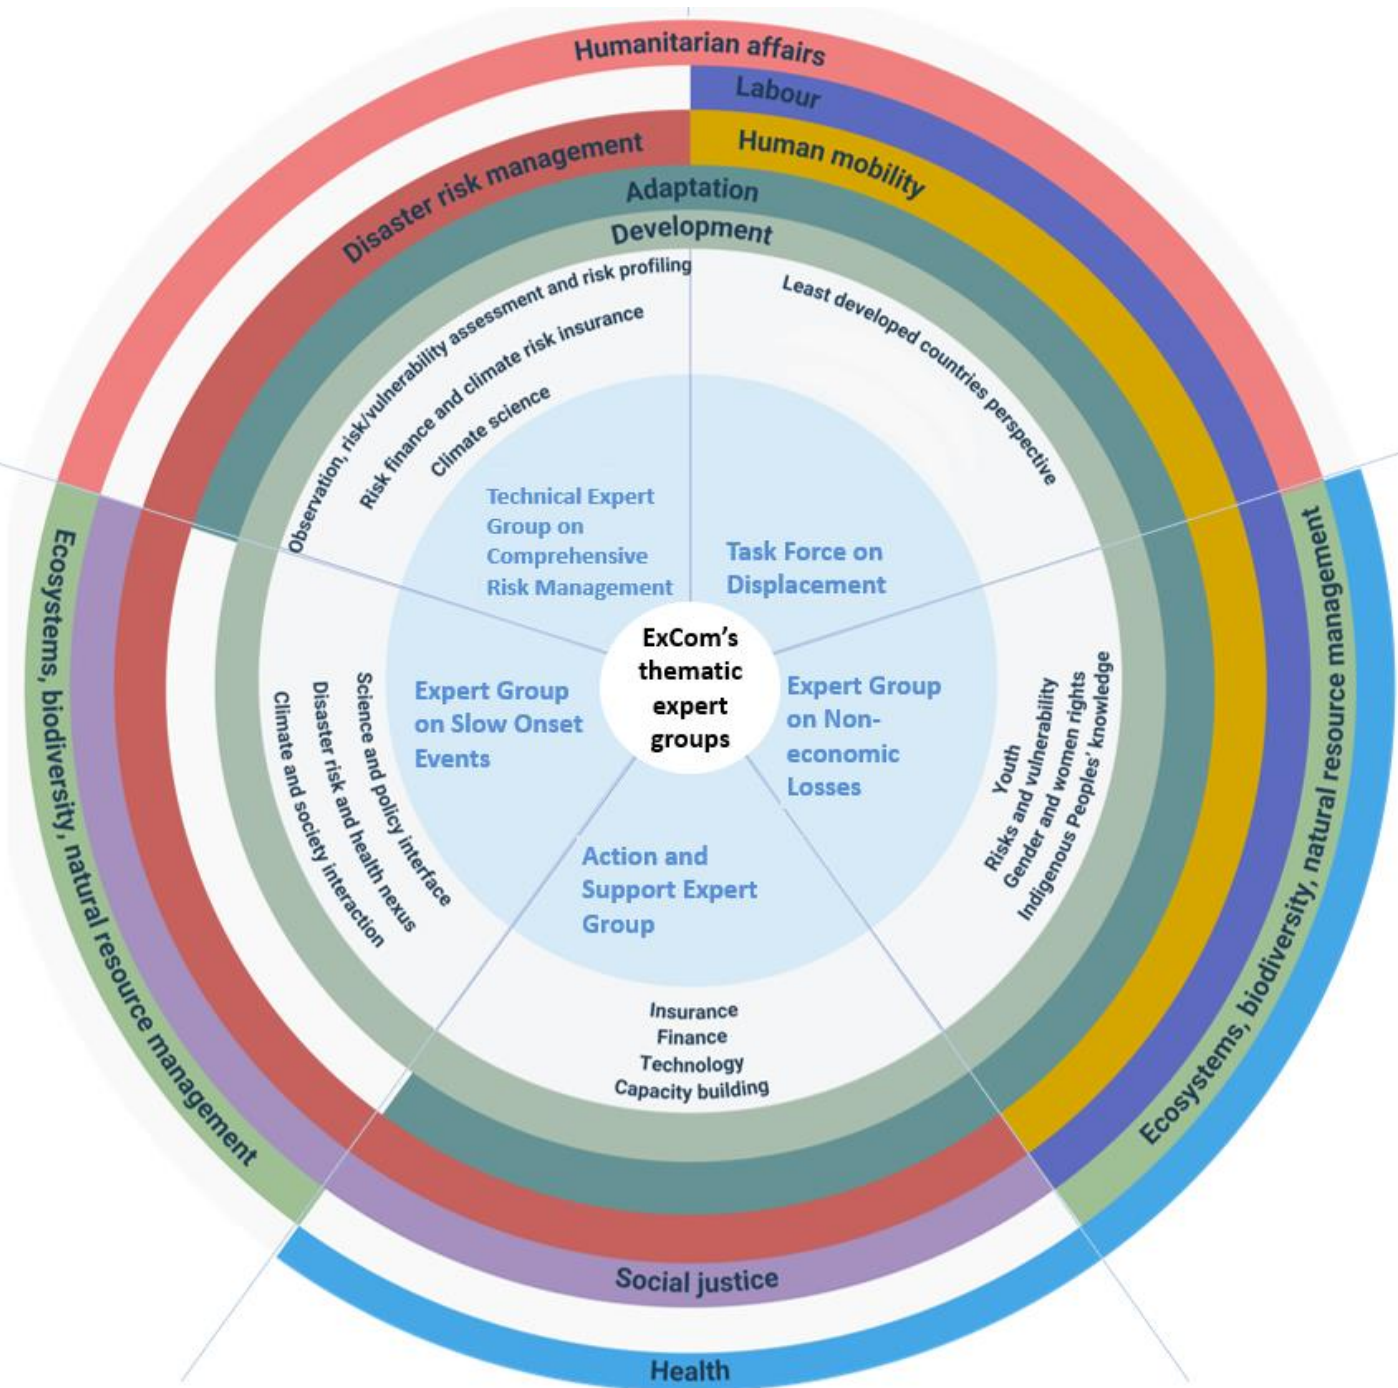 Humanitarian affairs
Labour
Human mobility
Disaster risk management
Adaptation
Development
Observation, risk/vulnerability assessment and risk profiling
Risk finance and climate risk insurance
Climate science
Least developed countries perspective
Technical Expert
Group on
Comprehensive
Risk Management
Task Force on
Displacement
ExCom’s
thematic
expert
groups
Expert Group
on Slow Onset
Events
Expert Group
on Non-
economic
Losses
Action and
Support Expert
Group
Science and policy interface
Disaster risk and health nexus
Climate and society interaction
Youth
Risks and vulnerability
Gender and women rights
Indigenous Peoples’ knowledge
Insurance
Finance
Technology
Capacity building
Ecosystems, biodiversity, natural resource management
Ecosystems, biodiversity, natural resource management
Social justice
Health